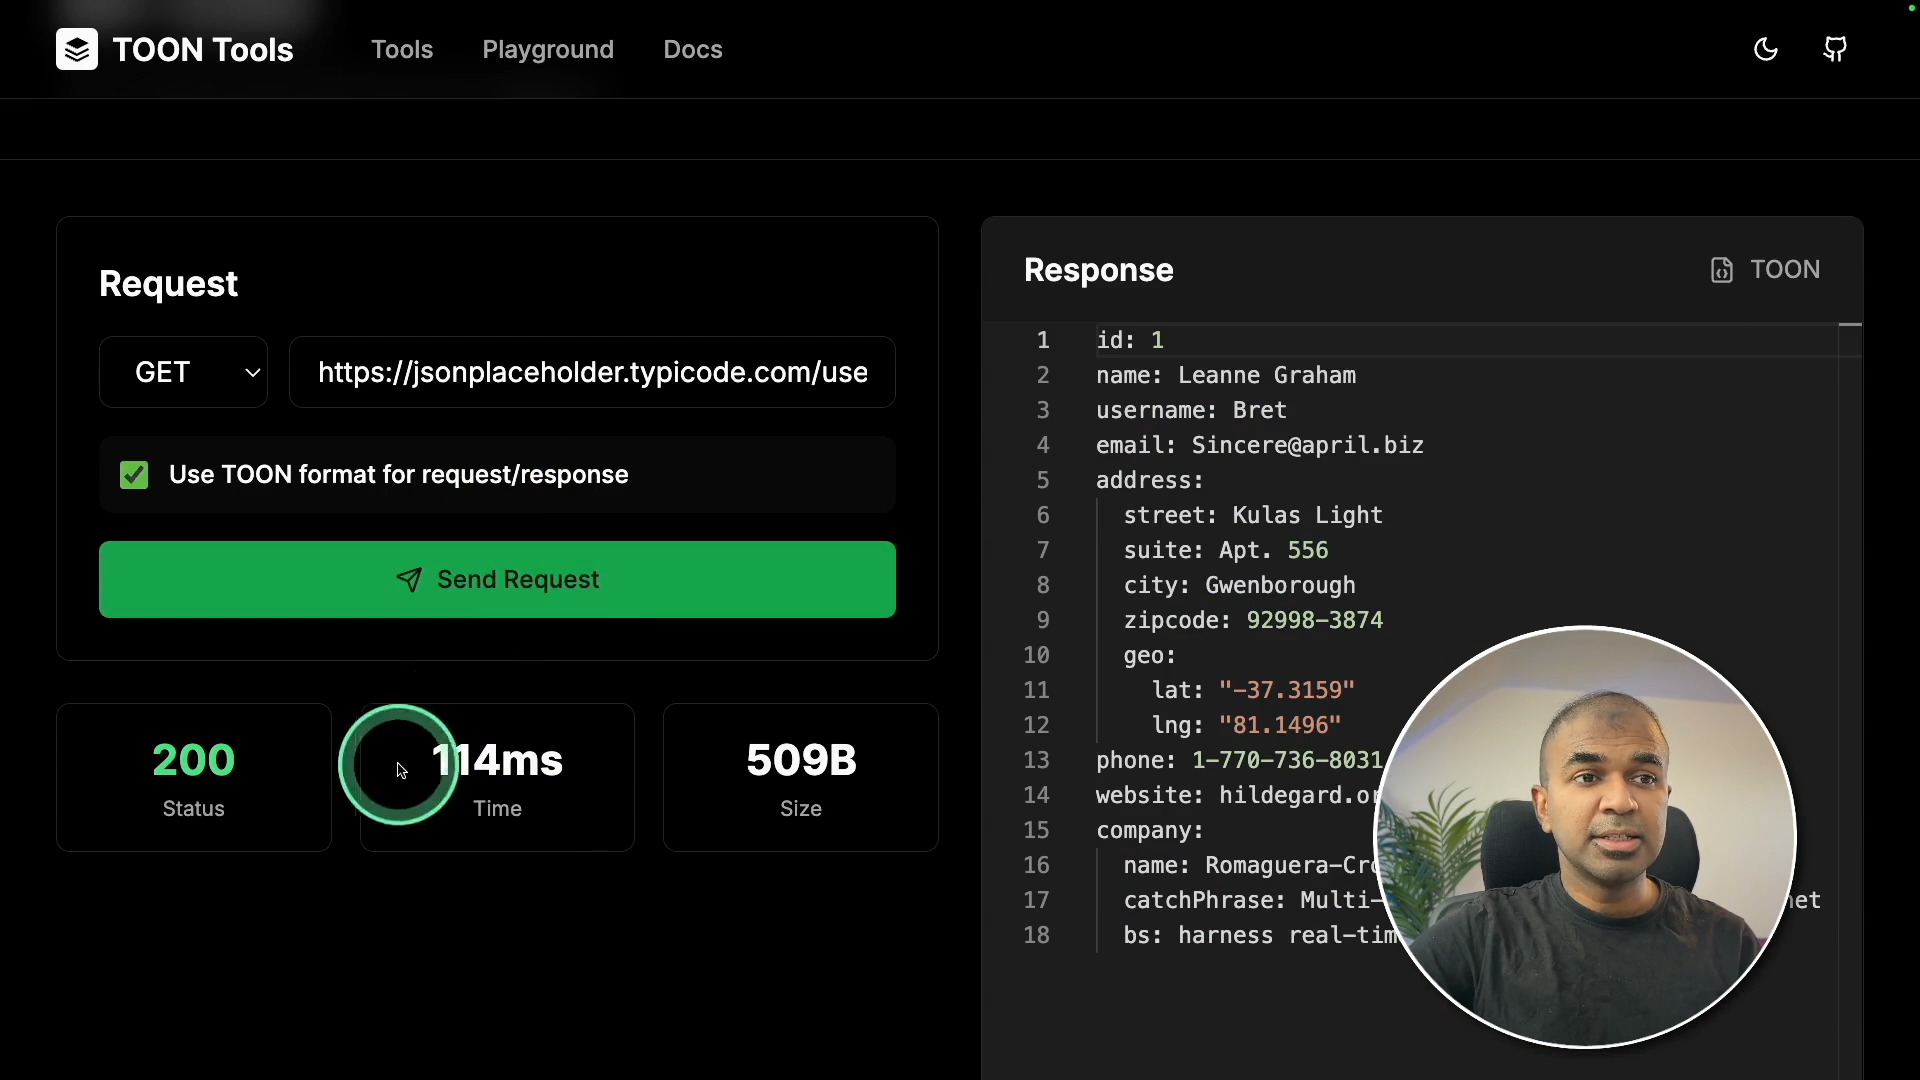 TOON Tools
Tools
Playground
Docs
Request
GET
https://jsonplaceholder.typicode.com/use
Use TOON format for request/response
Send Request
200
Status
114ms
Time
509B
Size
Response
TOON
1 id: 1
2 name: Leanne Graham
3 username: Bret
4 email: Sincere@april.biz
5 address:
6 street: Kulas Light
7 suite: Apt. 556
8 city: Gwenborough
9 zipcode: 92998-3874
10 geo:
11 lat: "-37.3159"
12 lng: "81.1496"
13 phone: 1-770-736-8031
14 website: hildegard.or
15 company:
16 name: Romaguera-Cro
17 catchPhrase: Multi- net
18 bs: harness real-tim